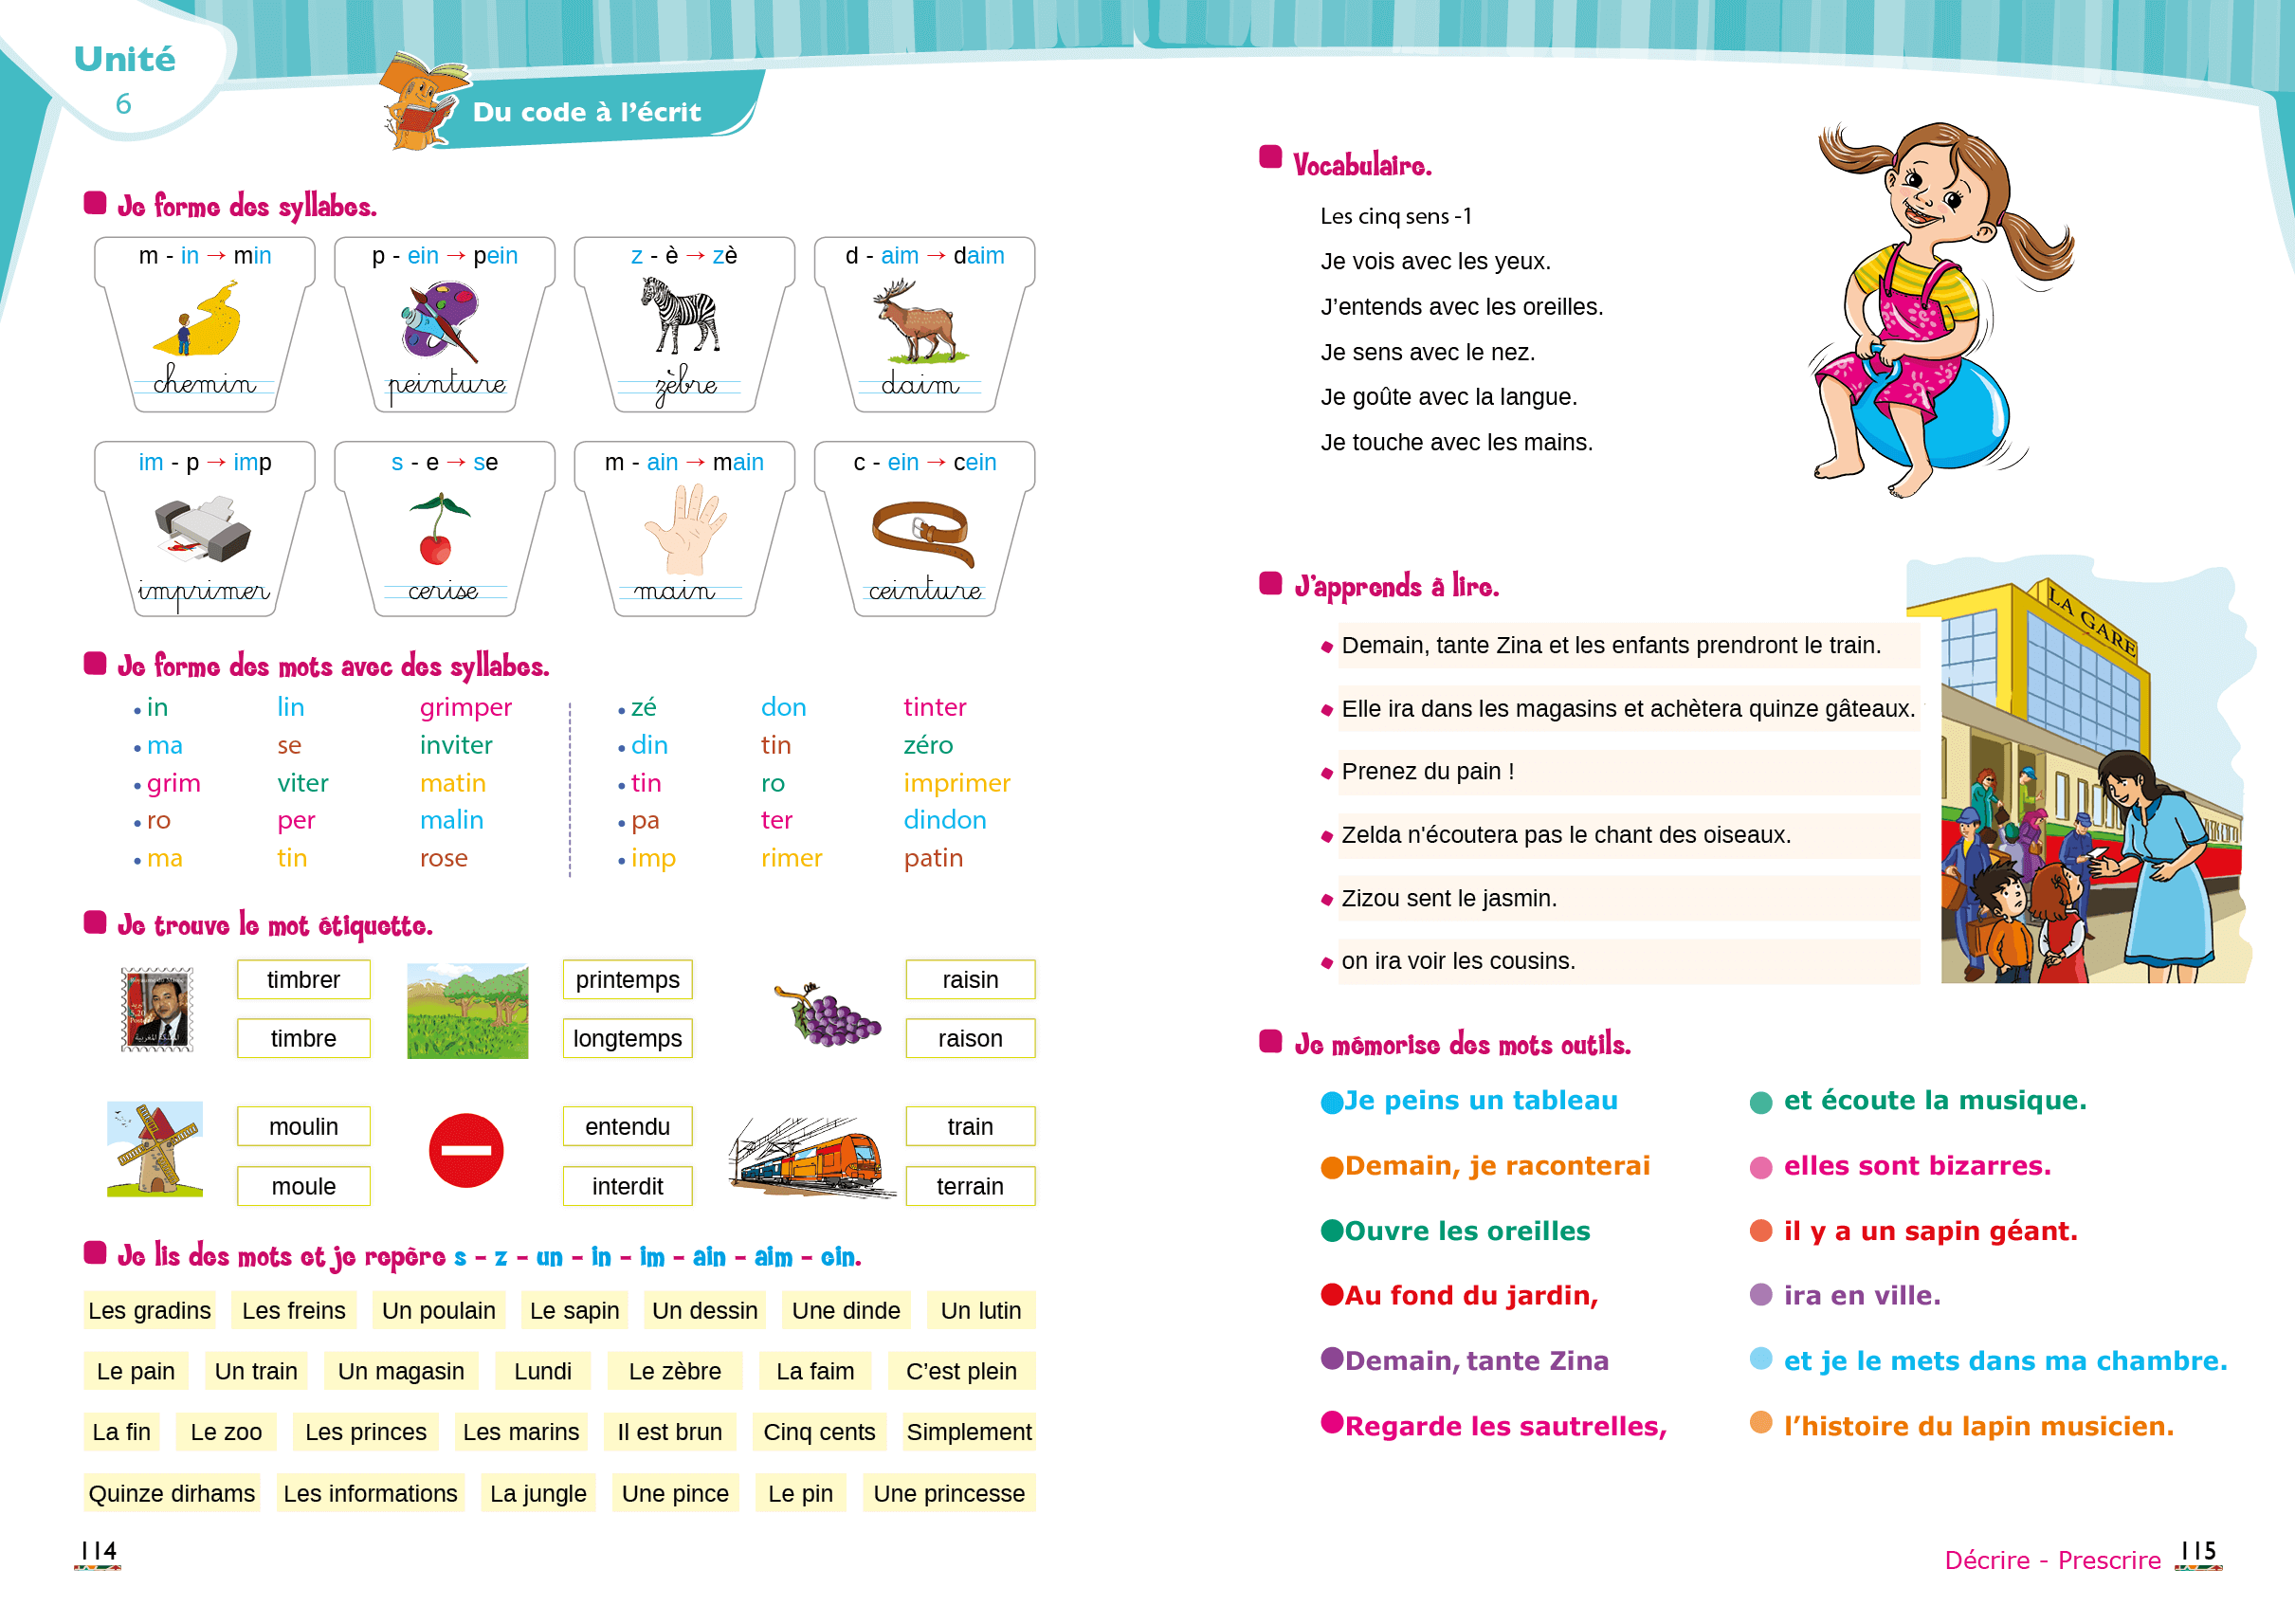 Unité
6
Du code à l'écrit
Je forme des syllabes.
m - in → min
p - ein → pein
z - è → zè
d - aim → daim
chemin
peinture
zèbre
daim
im - p → imp
s - e → se
m - ain → main
c - ein → cein
imprimer
cerise
main
ceinture
Je forme des mots avec des syllabes.
• in lin grimper • zé don tinter
• ma se inviter • din tin zéro
• grim viter matin • tin ro imprimer
• ro per malin • pa ter dindon
• ma tin rose • imp rimer patin
Je trouve le mot étiquette.
timbrer
timbre
printemps
longtemps
raisin
raison
moulin
moule
entendu
interdit
train
terrain
Je lis des mots et je repère s - z - un - in - im - ain - aim - ein.
Les gradins Les freins Un poulain Le sapin Un dessin Une dinde Un lutin
Le pain Un train Un magasin Lundi Le zèbre La faim C'est plein
La fin Le zoo Les princes Les marins Il est brun Cinq cents Simplement
Quinze dirhams Les informations La jungle Une pince Le pin Une princesse
114
Vocabulaire.
Les cinq sens -1
Je vois avec les yeux.
J'entends avec les oreilles.
Je sens avec le nez.
Je goûte avec la langue.
Je touche avec les mains.
J'apprends à lire.
LA GARE
Demain, tante Zina et les enfants prendront le train.
Elle ira dans les magasins et achètera quinze gâteaux.
Prenez du pain !
Zelda n'écoutera pas le chant des oiseaux.
Zizou sent le jasmin.
on ira voir les cousins.
Je mémorise des mots outils.
Je peins un tableau
et écoute la musique.
Demain, je raconterai
elles sont bizarres.
Ouvre les oreilles
il y a un sapin géant.
Au fond du jardin,
ira en ville.
Demain, tante Zina
et je le mets dans ma chambre.
Regarde les sautrelles,
l'histoire du lapin musicien.
Décrire - Prescrire 115